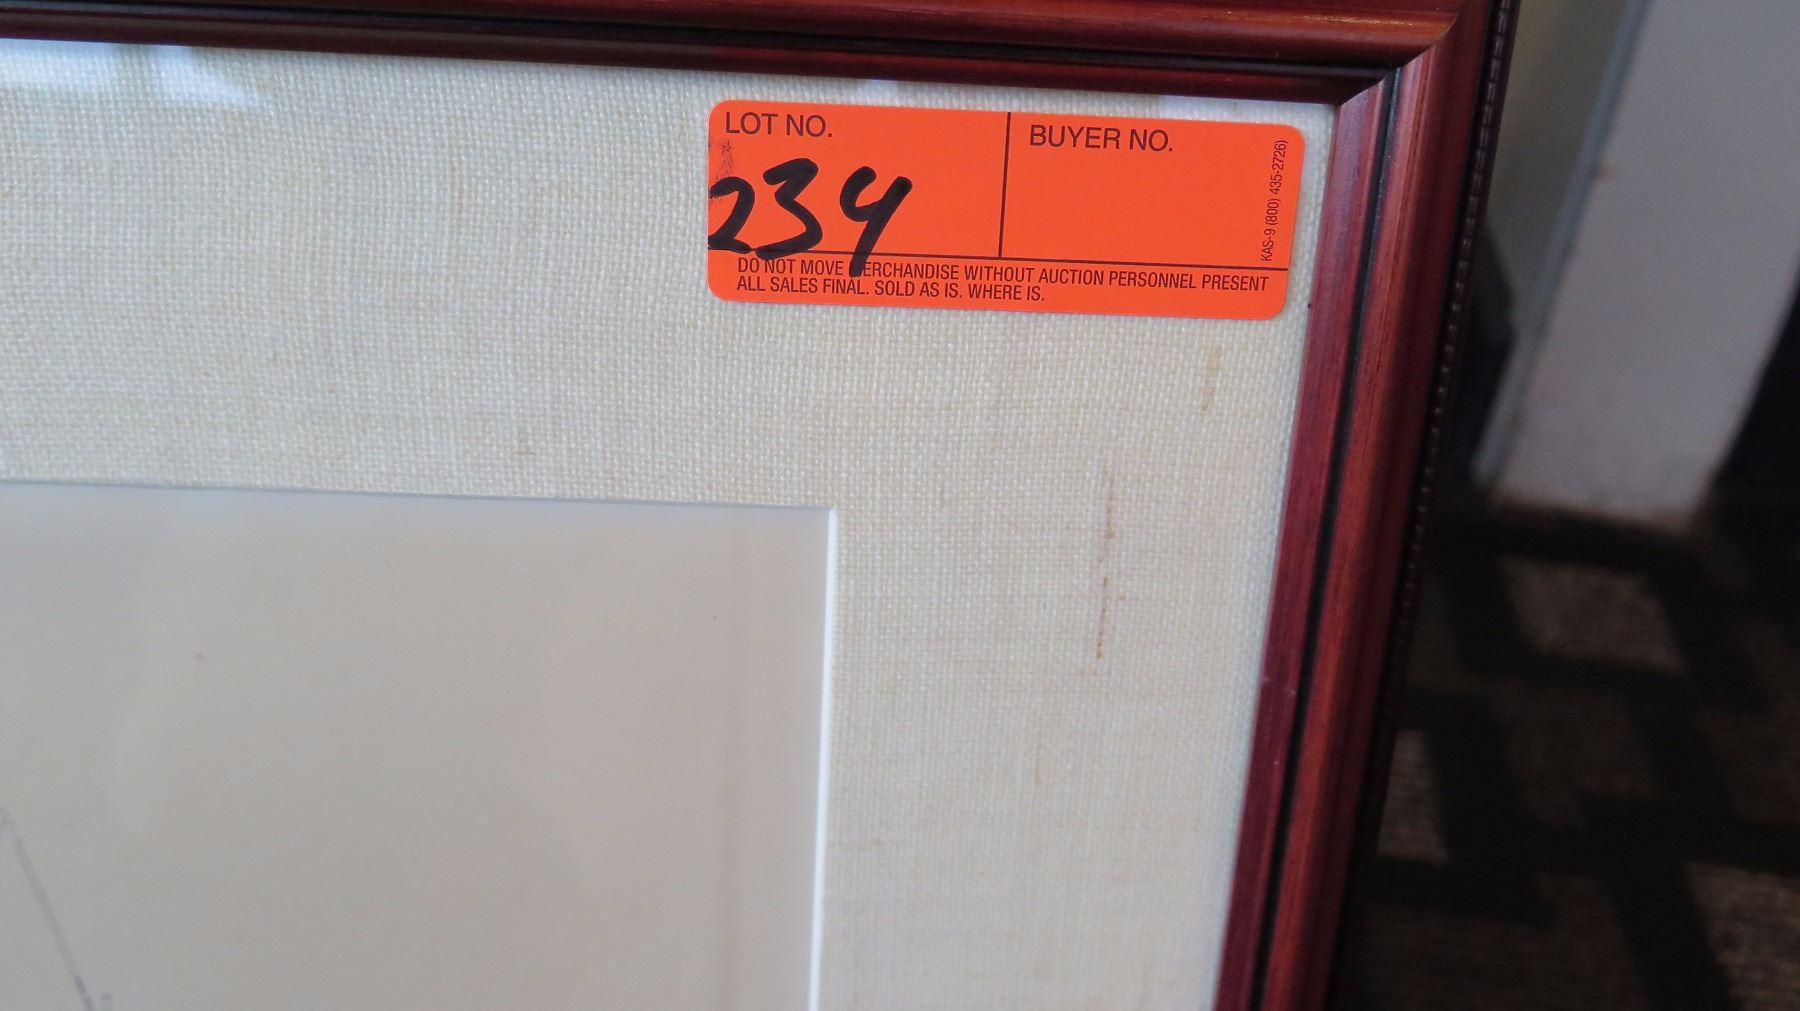 LOT NO.
BUYER NO.
234
KAS-9 (800) 435-2726)
DO NOT MOVE MERCHANDISE WITHOUT AUCTION PERSONNEL PRESENT
ALL SALES FINAL. SOLD AS IS. WHERE IS.